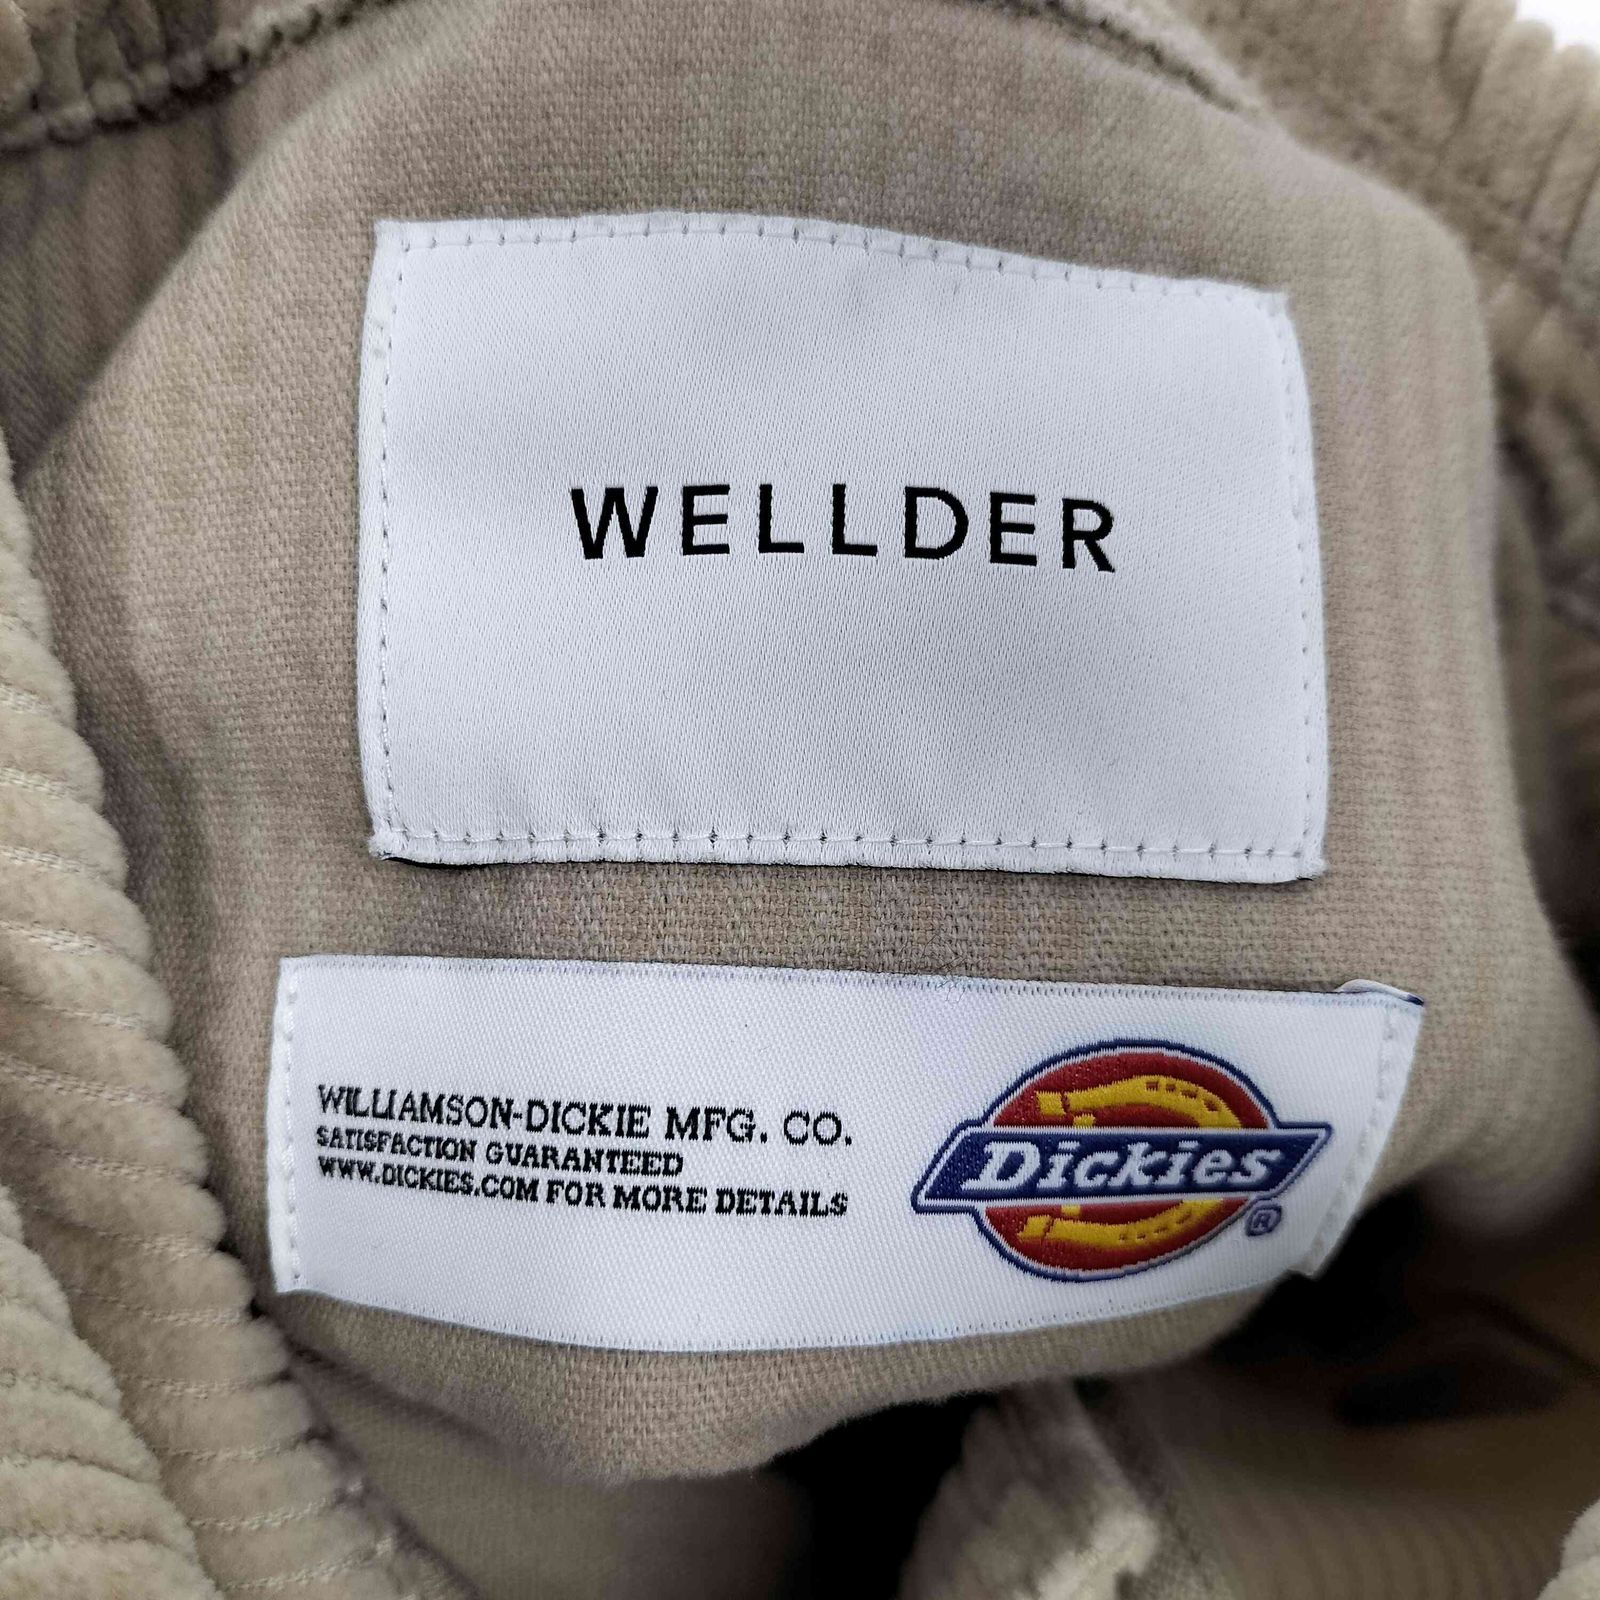 WELLDER
WILLIAMSON-DICKIE MFG. CO.
SATISFACTION GUARANTEED
WWW.DICKIES.COM FOR MORE DETAILS
Dickies
®